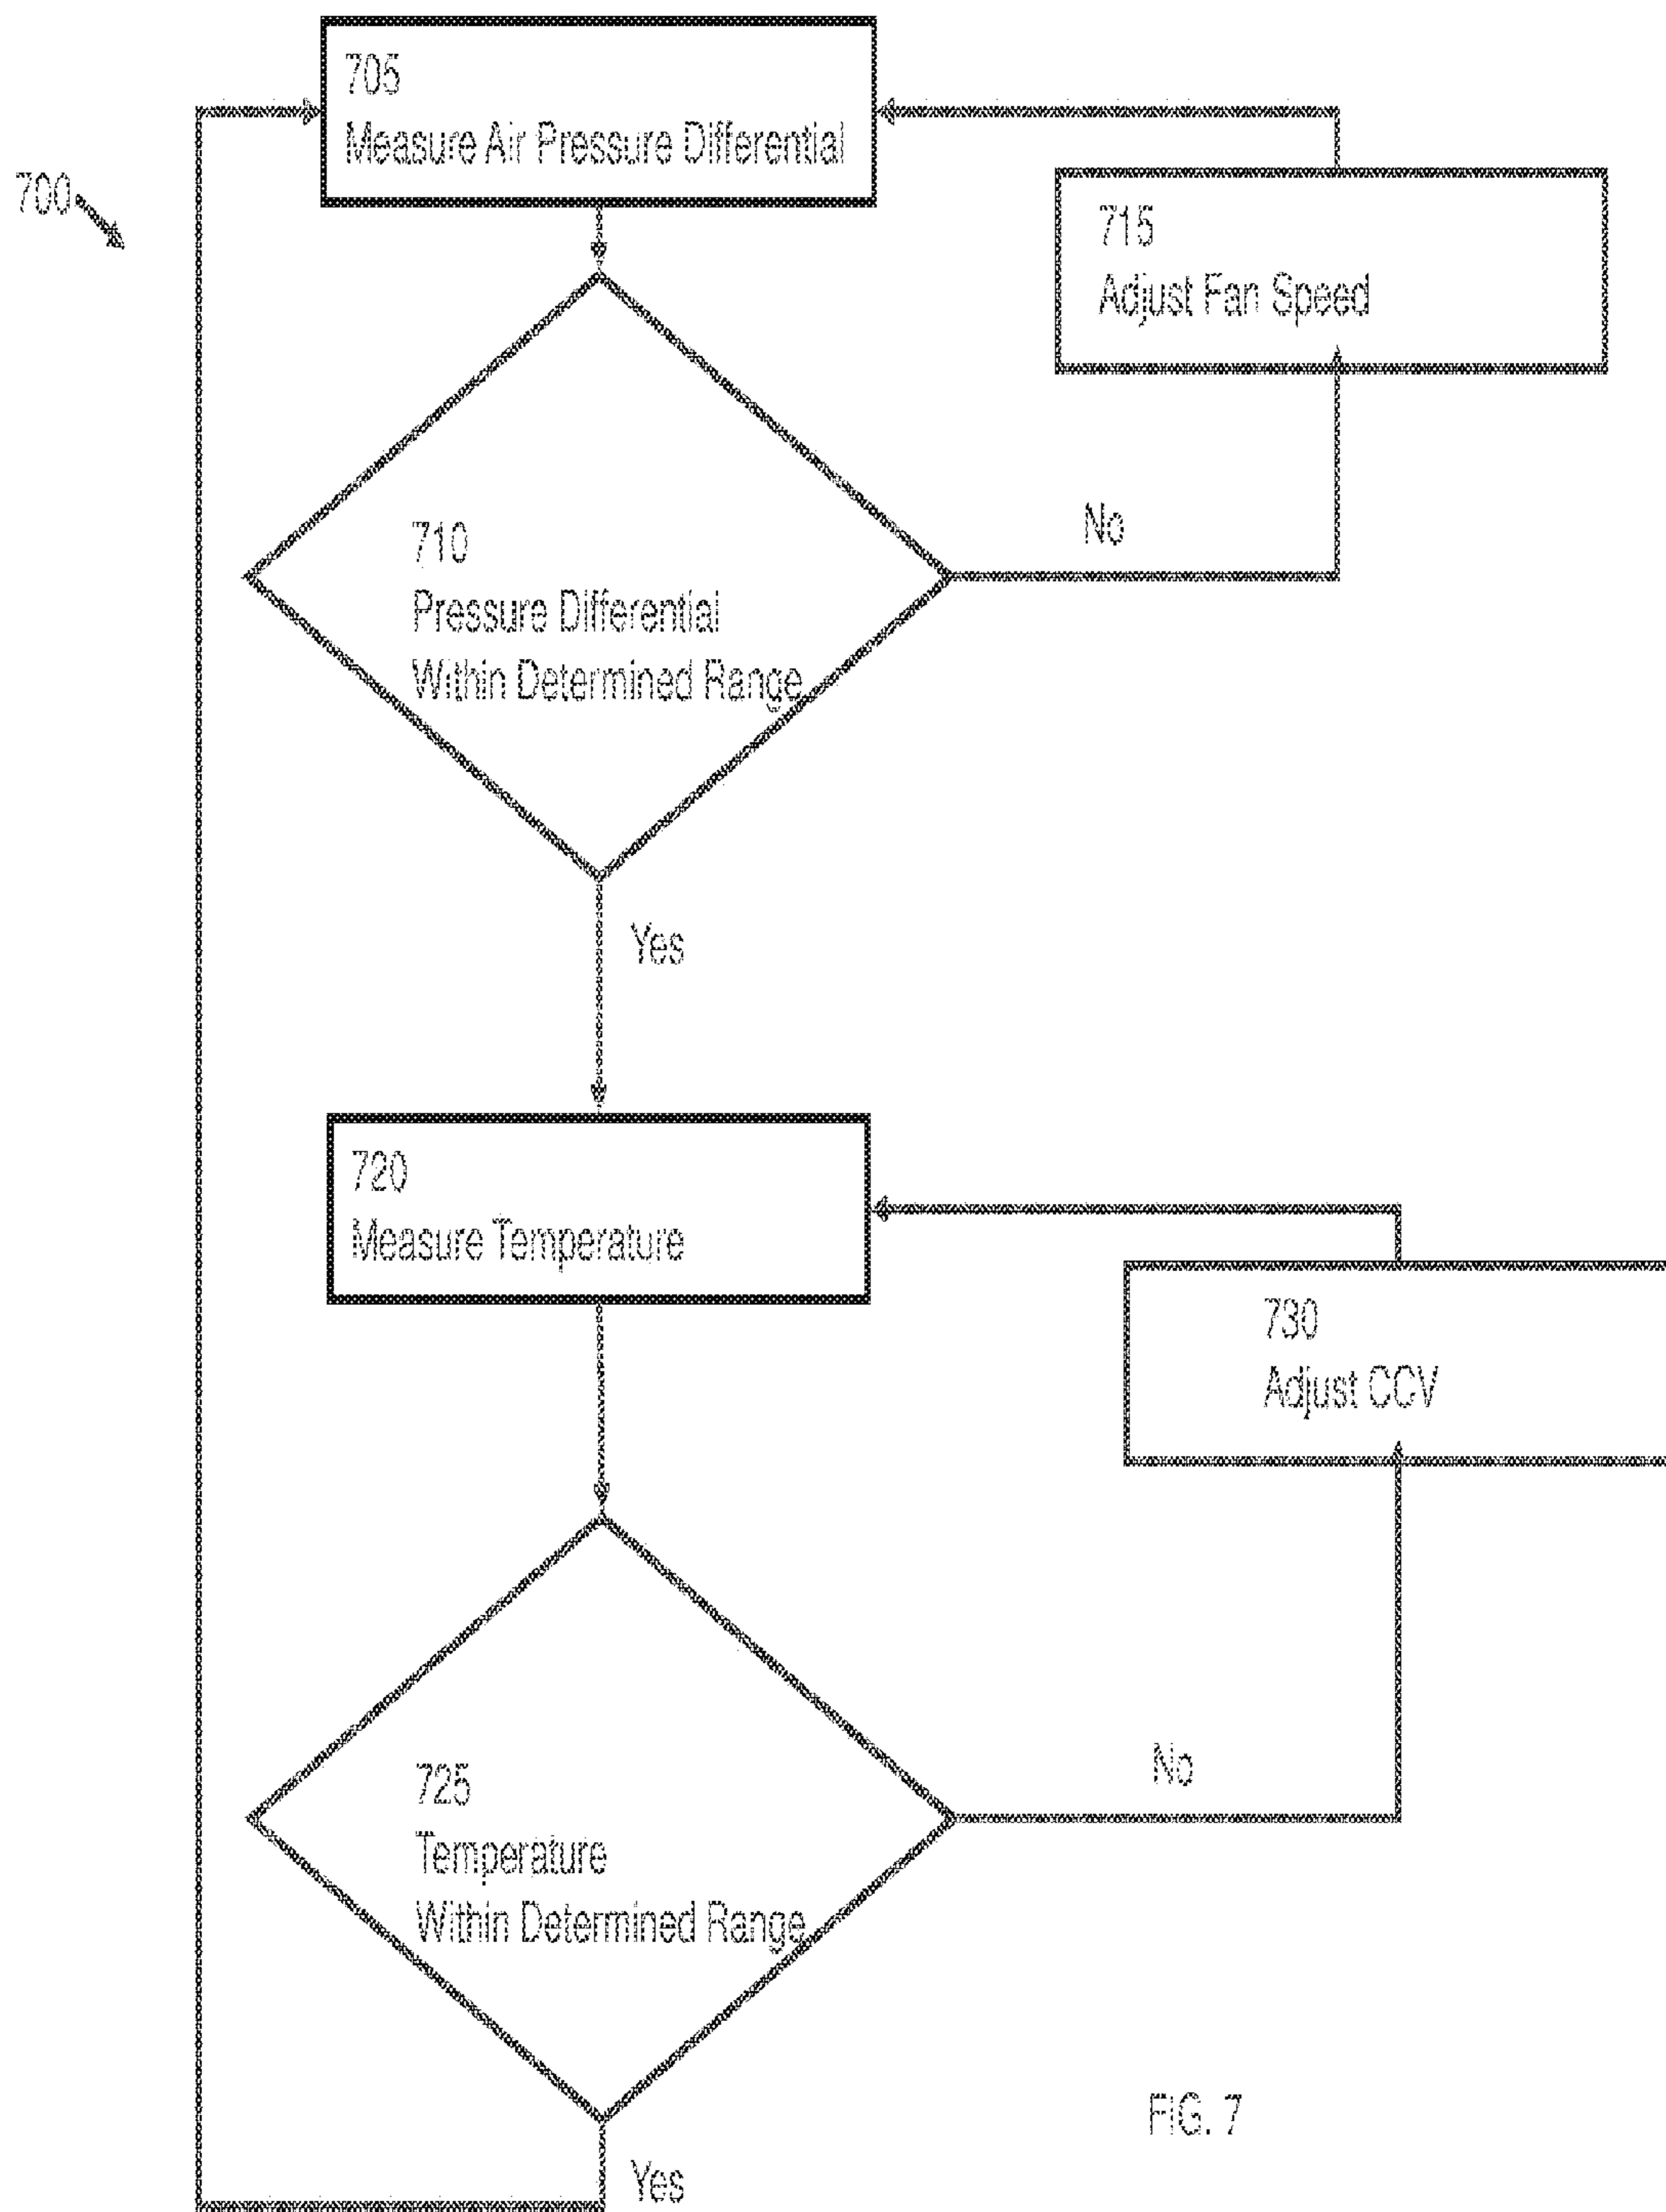 705
Measure Air Pressure Differential
700
715
Adjust Fan Speed
710
Pressure Differential
Within Determined Range
No
Yes
720
Measure Temperature
730
Adjust CCV
725
Temperature
Within Determined Range
No
Yes
FIG. 7